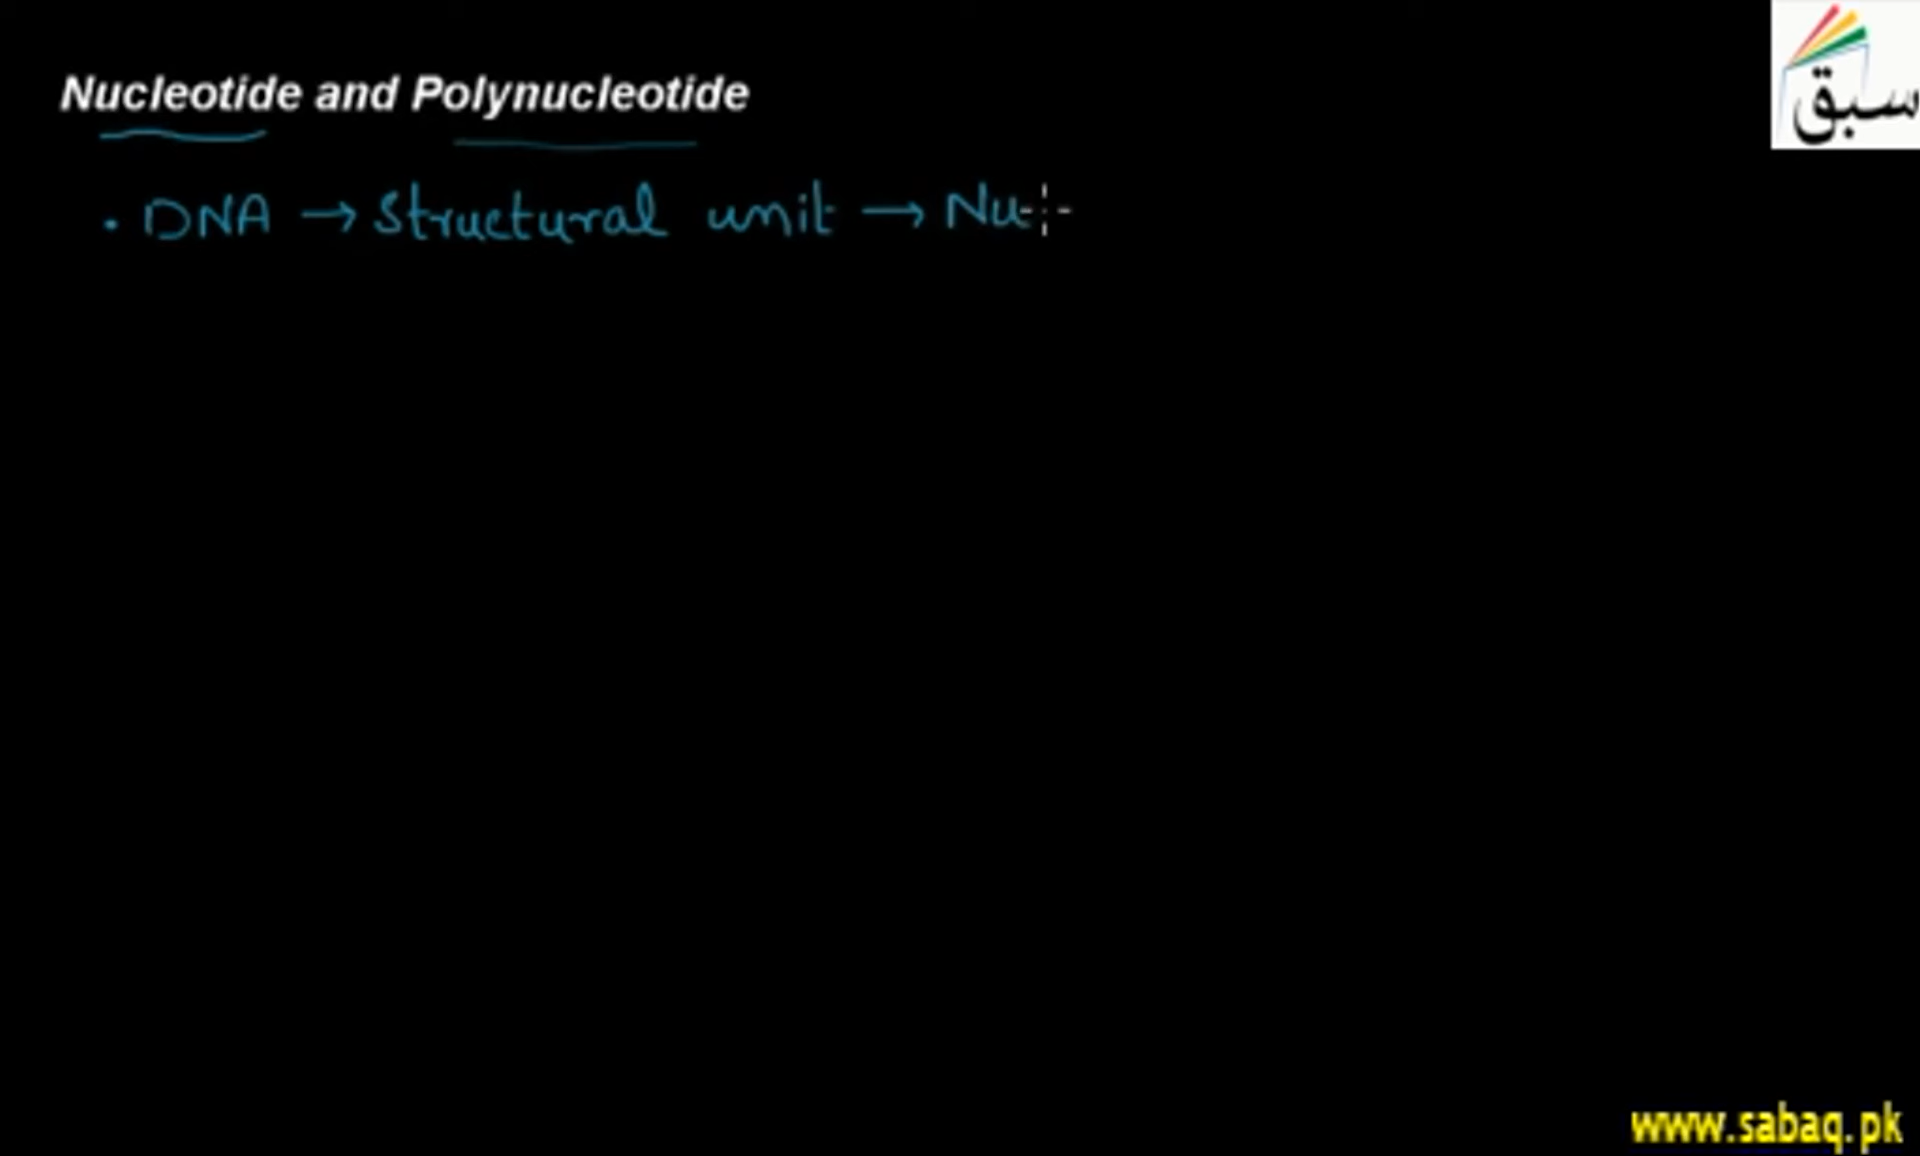 Nucleotide and Polynucleotide
سبق
• DNA → Structural unit → Nu
www.sabaq.pk